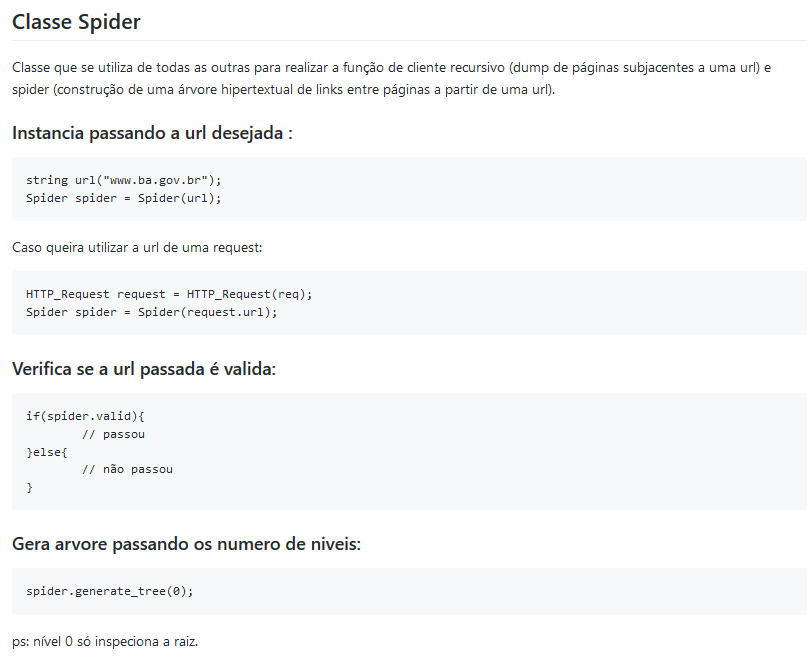 Classe Spider
Classe que se utiliza de todas as outras para realizar a função de cliente recursivo (dump de páginas subjacentes a uma url) e
spider (construção de uma árvore hipertextual de links entre páginas a partir de uma url).
Instancia passando a url desejada :
string url("www.ba.gov.br");
Spider spider = Spider(url);
Caso queira utilizar a url de uma request:
HTTP_Request request = HTTP_Request(req);
Spider spider = Spider(request.url);
Verifica se a url passada é valida:
if(spider.valid){
        // passou
}else{
        // não passou
}
Gera arvore passando os numero de niveis:
spider.generate_tree(0);
ps: nível 0 só inspeciona a raiz.